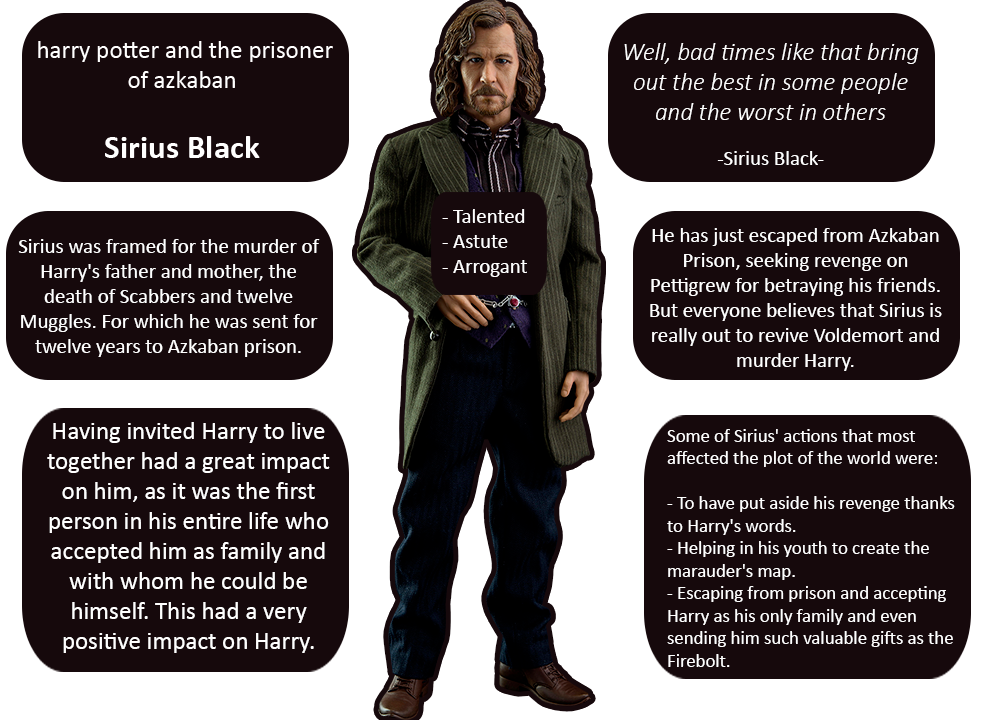 harry potter and the prisoner
of azkaban
Sirius Black
Well, bad times like that bring
out the best in some people
and the worst in others
-Sirius Black-
- Talented
- Astute
- Arrogant
Sirius was framed for the murder of
Harry's father and mother, the
death of Scabbers and twelve
Muggles. For which he was sent for
twelve years to Azkaban prison.
He has just escaped from Azkaban
Prison, seeking revenge on
Pettigrew for betraying his friends.
But everyone believes that Sirius is
really out to revive Voldemort and
murder Harry.
Having invited Harry to live
together had a great impact
on him, as it was the first
person in his entire life who
accepted him as family and
with whom he could be
himself. This had a very
positive impact on Harry.
Some of Sirius' actions that most
affected the plot of the world were:
- To have put aside his revenge thanks
to Harry's words.
- Helping in his youth to create the
marauder's map.
- Escaping from prison and accepting
Harry as his only family and even
sending him such valuable gifts as the
Firebolt.